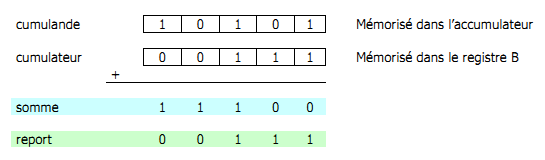 cumulande 1 0 1 0 1 Mémorisé dans l'accumulateur
cumulateur 0 0 1 1 1 Mémorisé dans le registre B
+
somme 1 1 1 0 0
report 0 0 1 1 1